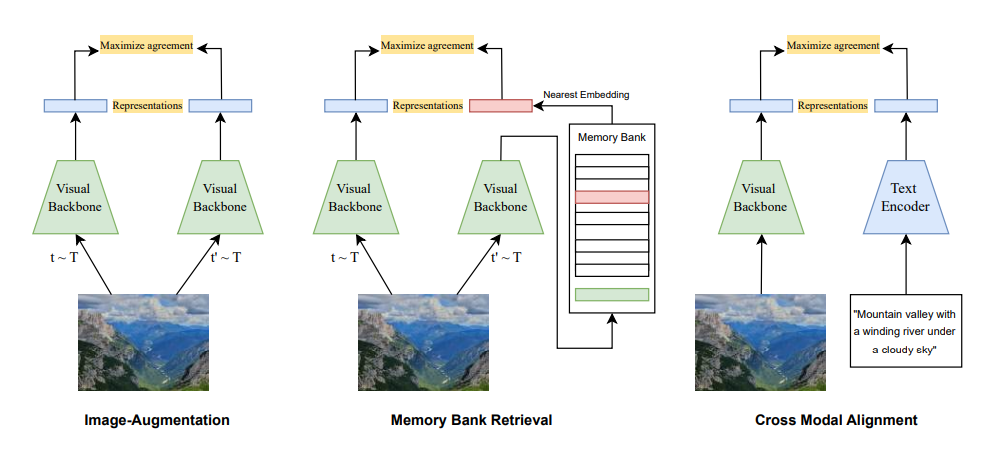 Maximize agreement
Representations
Visual
Backbone
Visual
Backbone
t ~ T
t' ~ T
Image-Augmentation
Maximize agreement
Representations
Nearest Embedding
Memory Bank
Visual
Backbone
Visual
Backbone
t ~ T
t' ~ T
Memory Bank Retrieval
Maximize agreement
Representations
Visual
Backbone
Text
Encoder
"Mountain valley with
a winding river under
a cloudy sky"
Cross Modal Alignment